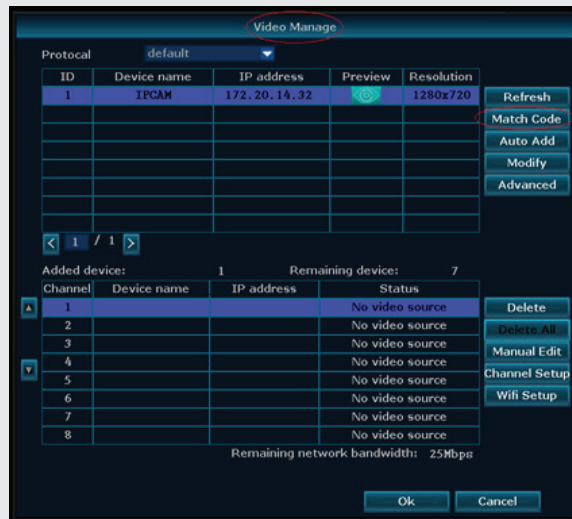 Video Manage
Protocal default
ID Device name IP address Preview Resolution
1 IPCAM 172.20.14.32 1280x720
Refresh
Match Code
Auto Add
Modify
Advanced
< 1 / 1 >
Added device: 1 Remaining device: 7
Channel Device name IP address Status
1 No video source Delete
2 No video source Delete All
3 No video source Manual Edit
4 No video source Channel Setup
5 No video source Wifi Setup
6 No video source
7 No video source
8 No video source
Remaining network bandwidth: 25Mbps
Ok Cancel